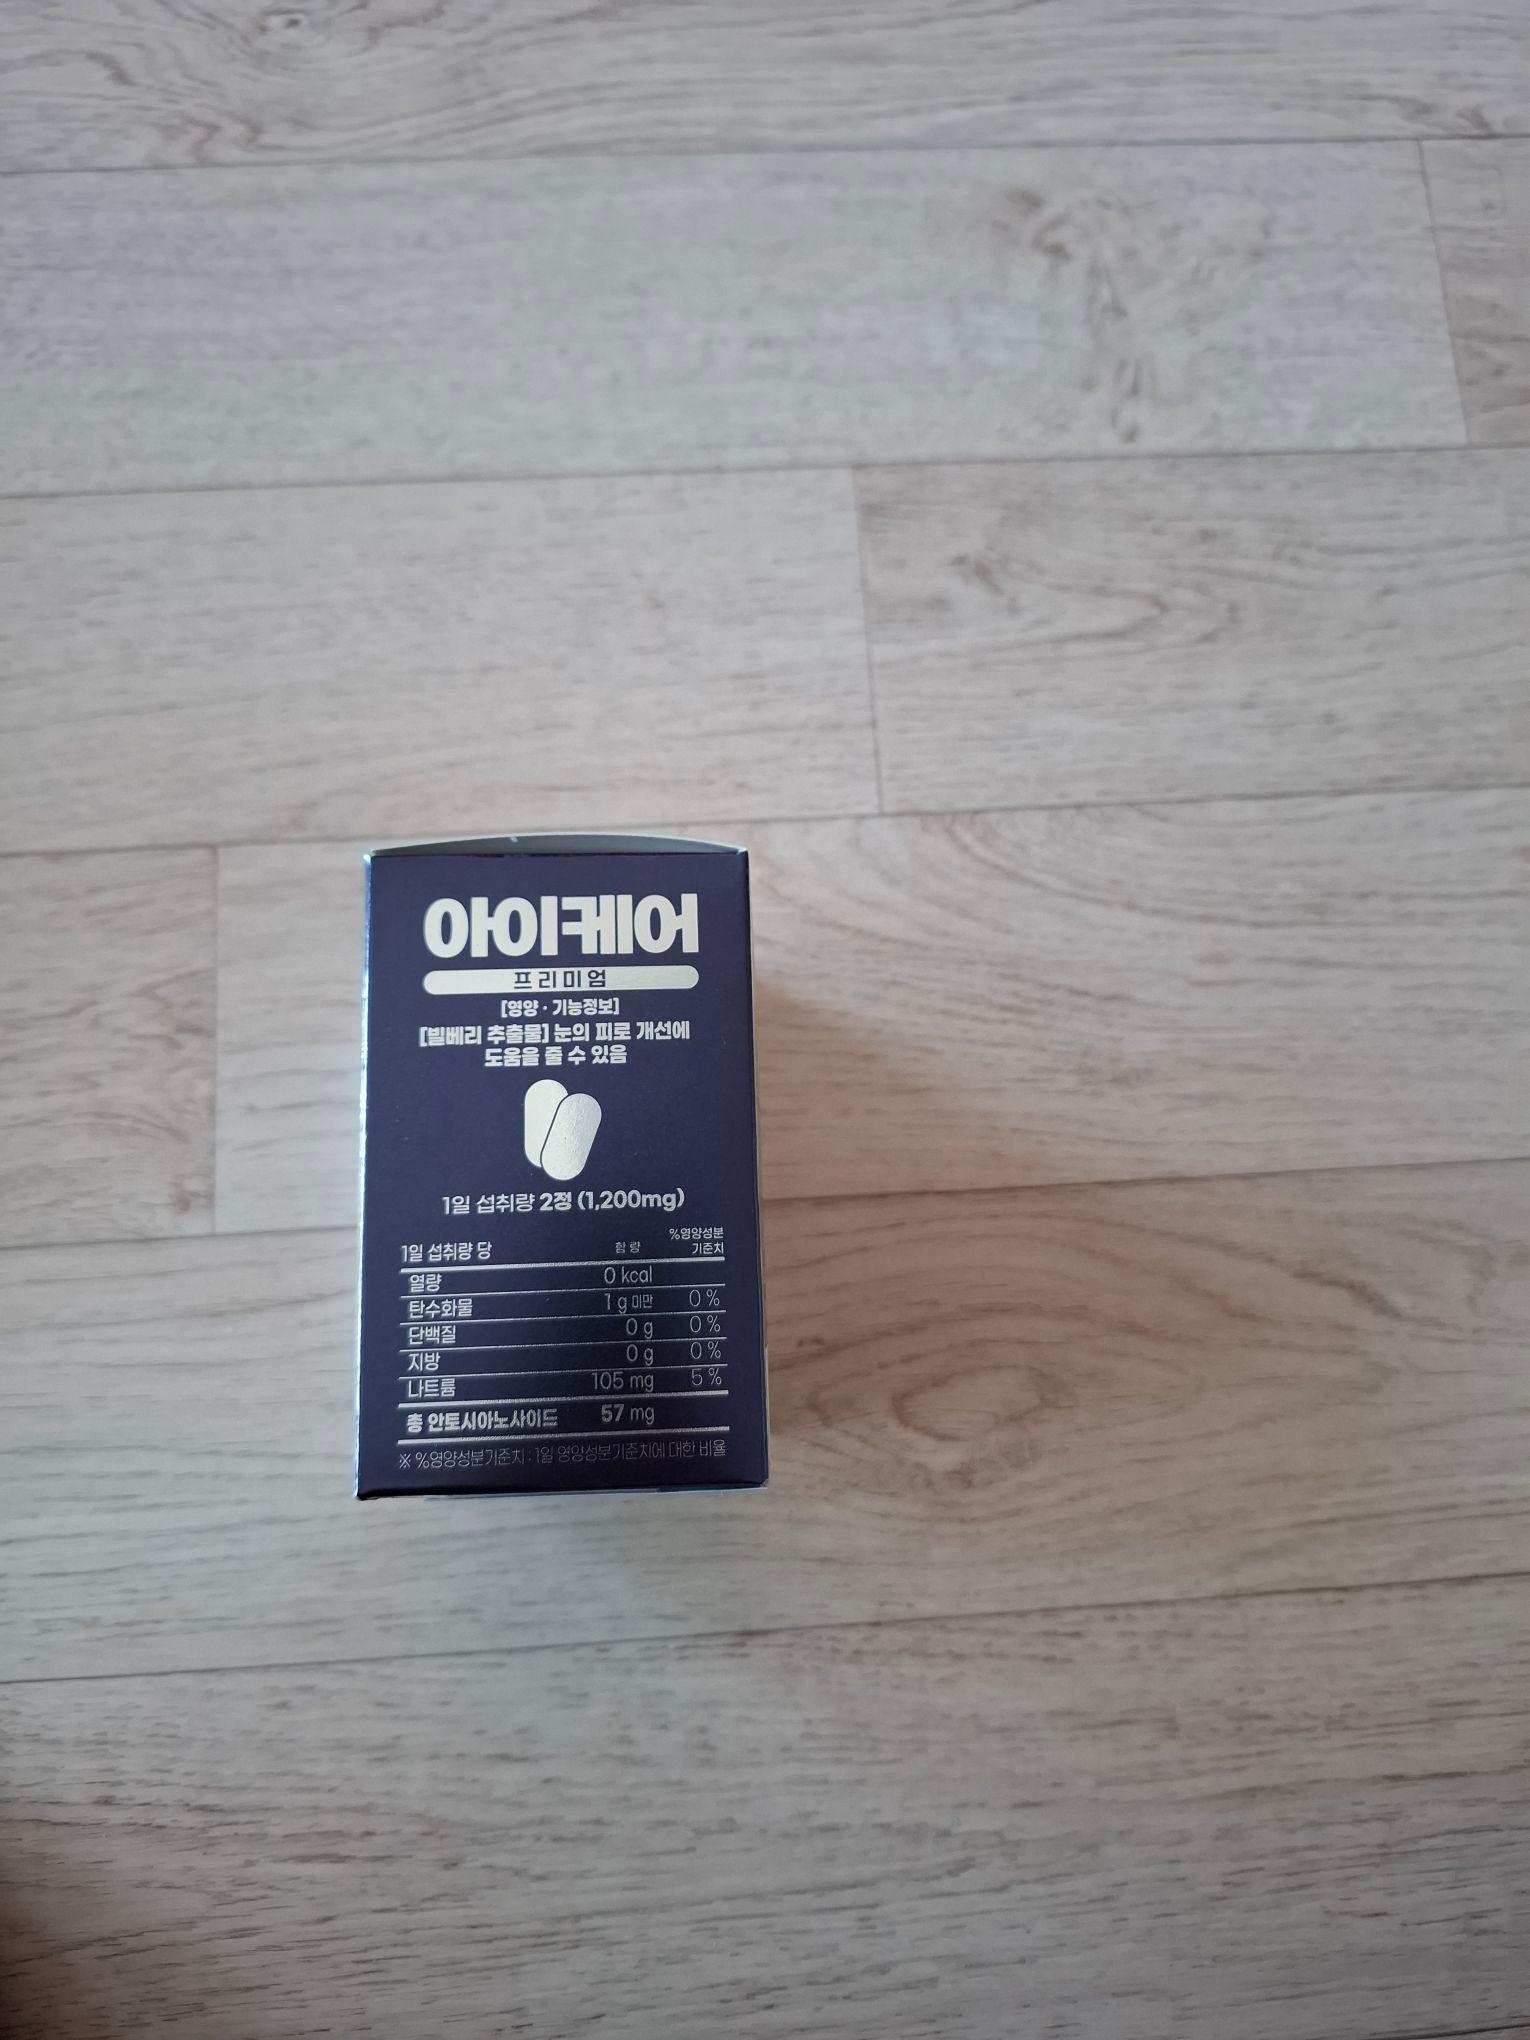 아이케어
프리미엄
[영양·기능정보]
[빌베리 추출물] 눈의 피로 개선에
도움을 줄 수 있음
1일 섭취량 2정 (1,200mg)
%영양성분
1일 섭취량 당 함량 기준치
열량 0 kcal
탄수화물 1 g 미만 0 %
단백질 0 g 0 %
지방 0 g 0 %
나트륨 105 mg 5 %
총 안토시아노사이드 57 mg
※ %영양성분기준치 : 1일 영양성분기준치에 대한 비율